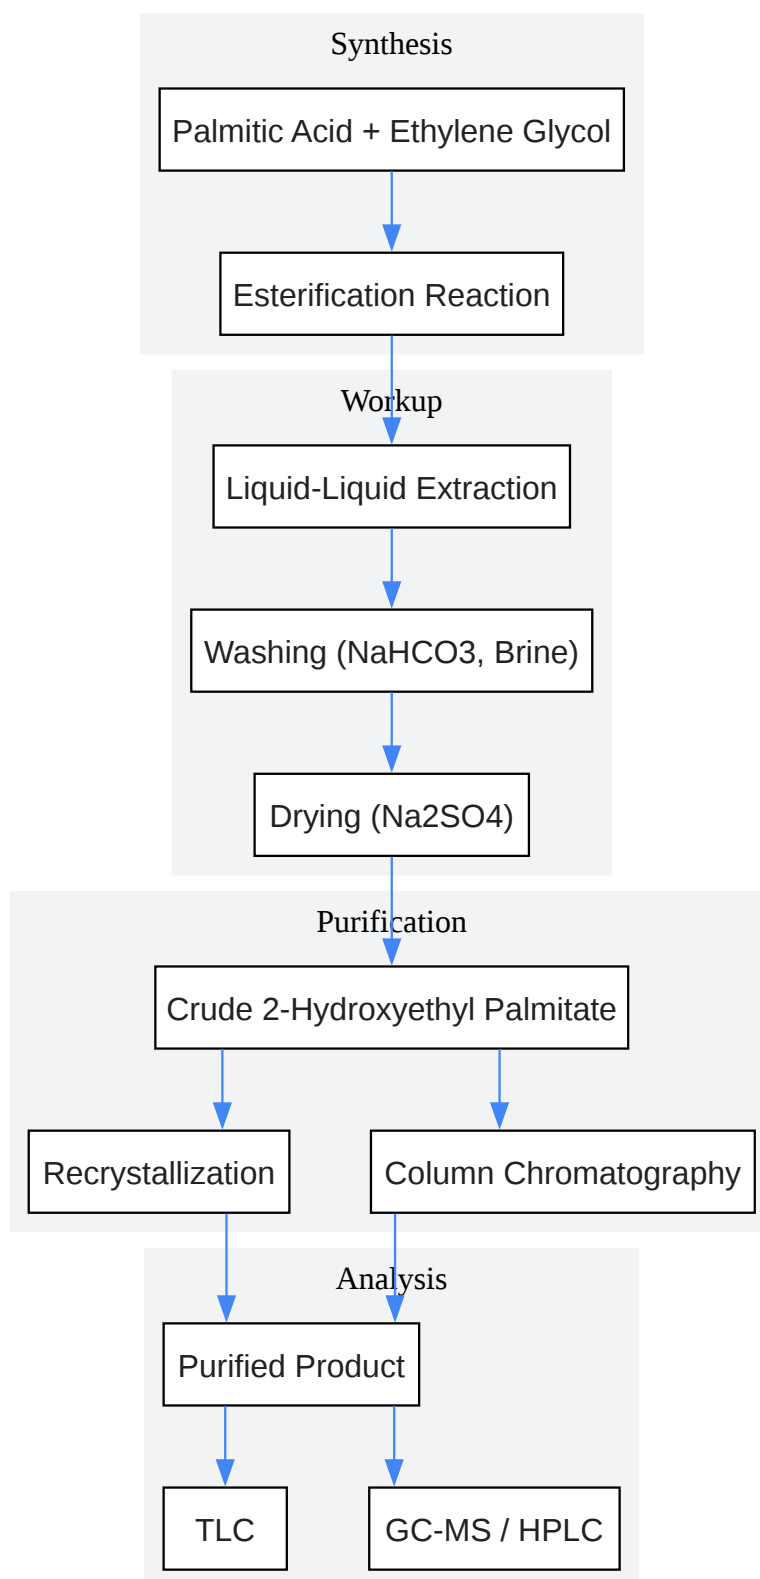 Synthesis
Palmitic Acid + Ethylene Glycol
Esterification Reaction
Workup
Liquid-Liquid Extraction
Washing (NaHCO3, Brine)
Drying (Na2SO4)
Purification
Crude 2-Hydroxyethyl Palmitate
Recrystallization
Column Chromatography
Analysis
Purified Product
TLC
GC-MS / HPLC